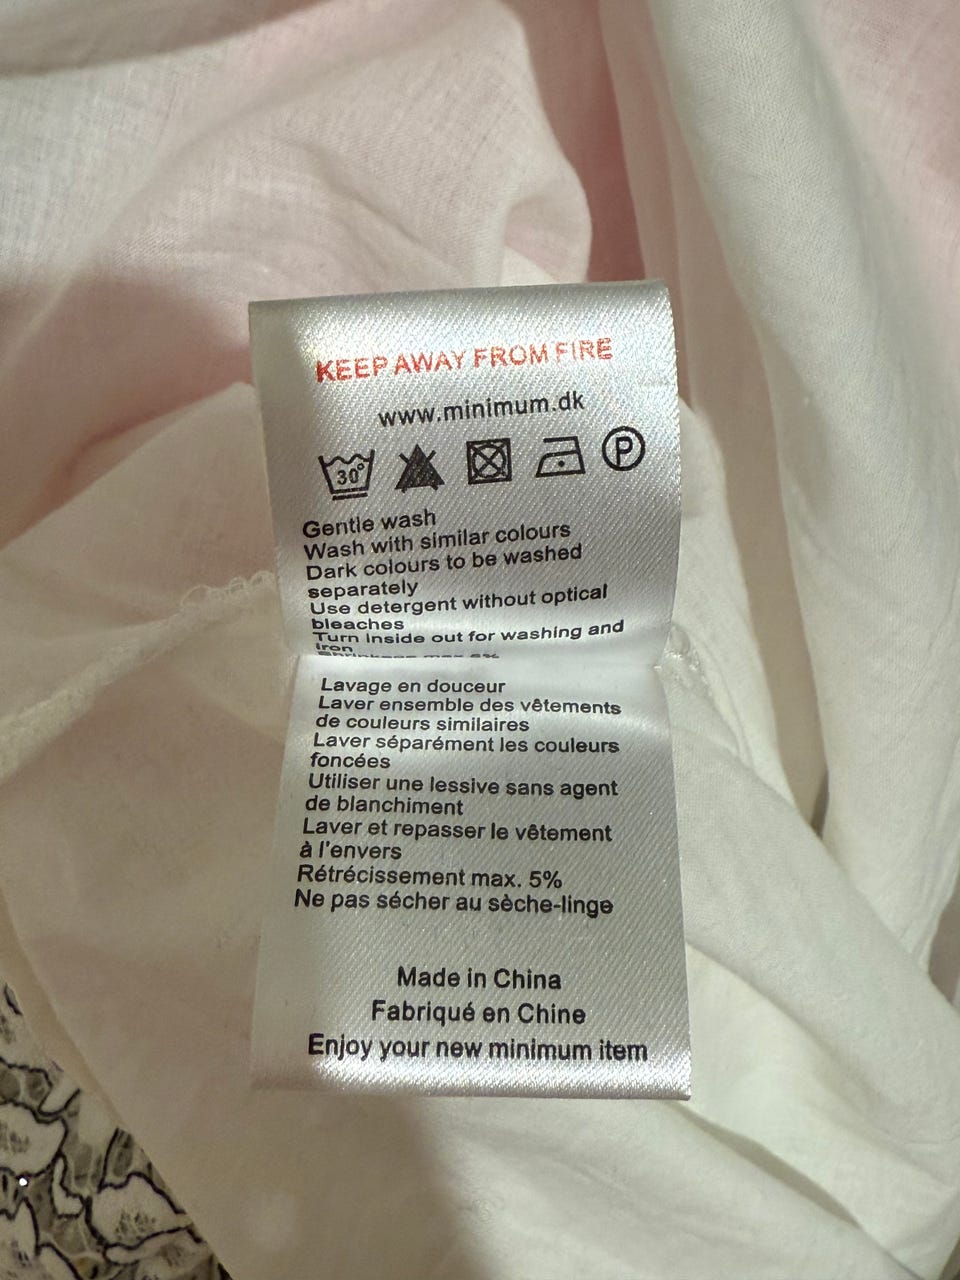 KEEP AWAY FROM FIRE
www.minimum.dk
30°
P
Gentle wash
Wash with similar colours
Dark colours to be washed
separately
Use detergent without optical
bleaches
Turn inside out for washing and
iron
Lavage en douceur
Laver ensemble des vêtements
de couleurs similaires
Laver séparément les couleurs
foncées
Utiliser une lessive sans agent
de blanchiment
Laver et repasser le vêtement
à l'envers
Rétrécissement max. 5%
Ne pas sécher au sèche-linge
Made in China
Fabriqué en Chine
Enjoy your new minimum item